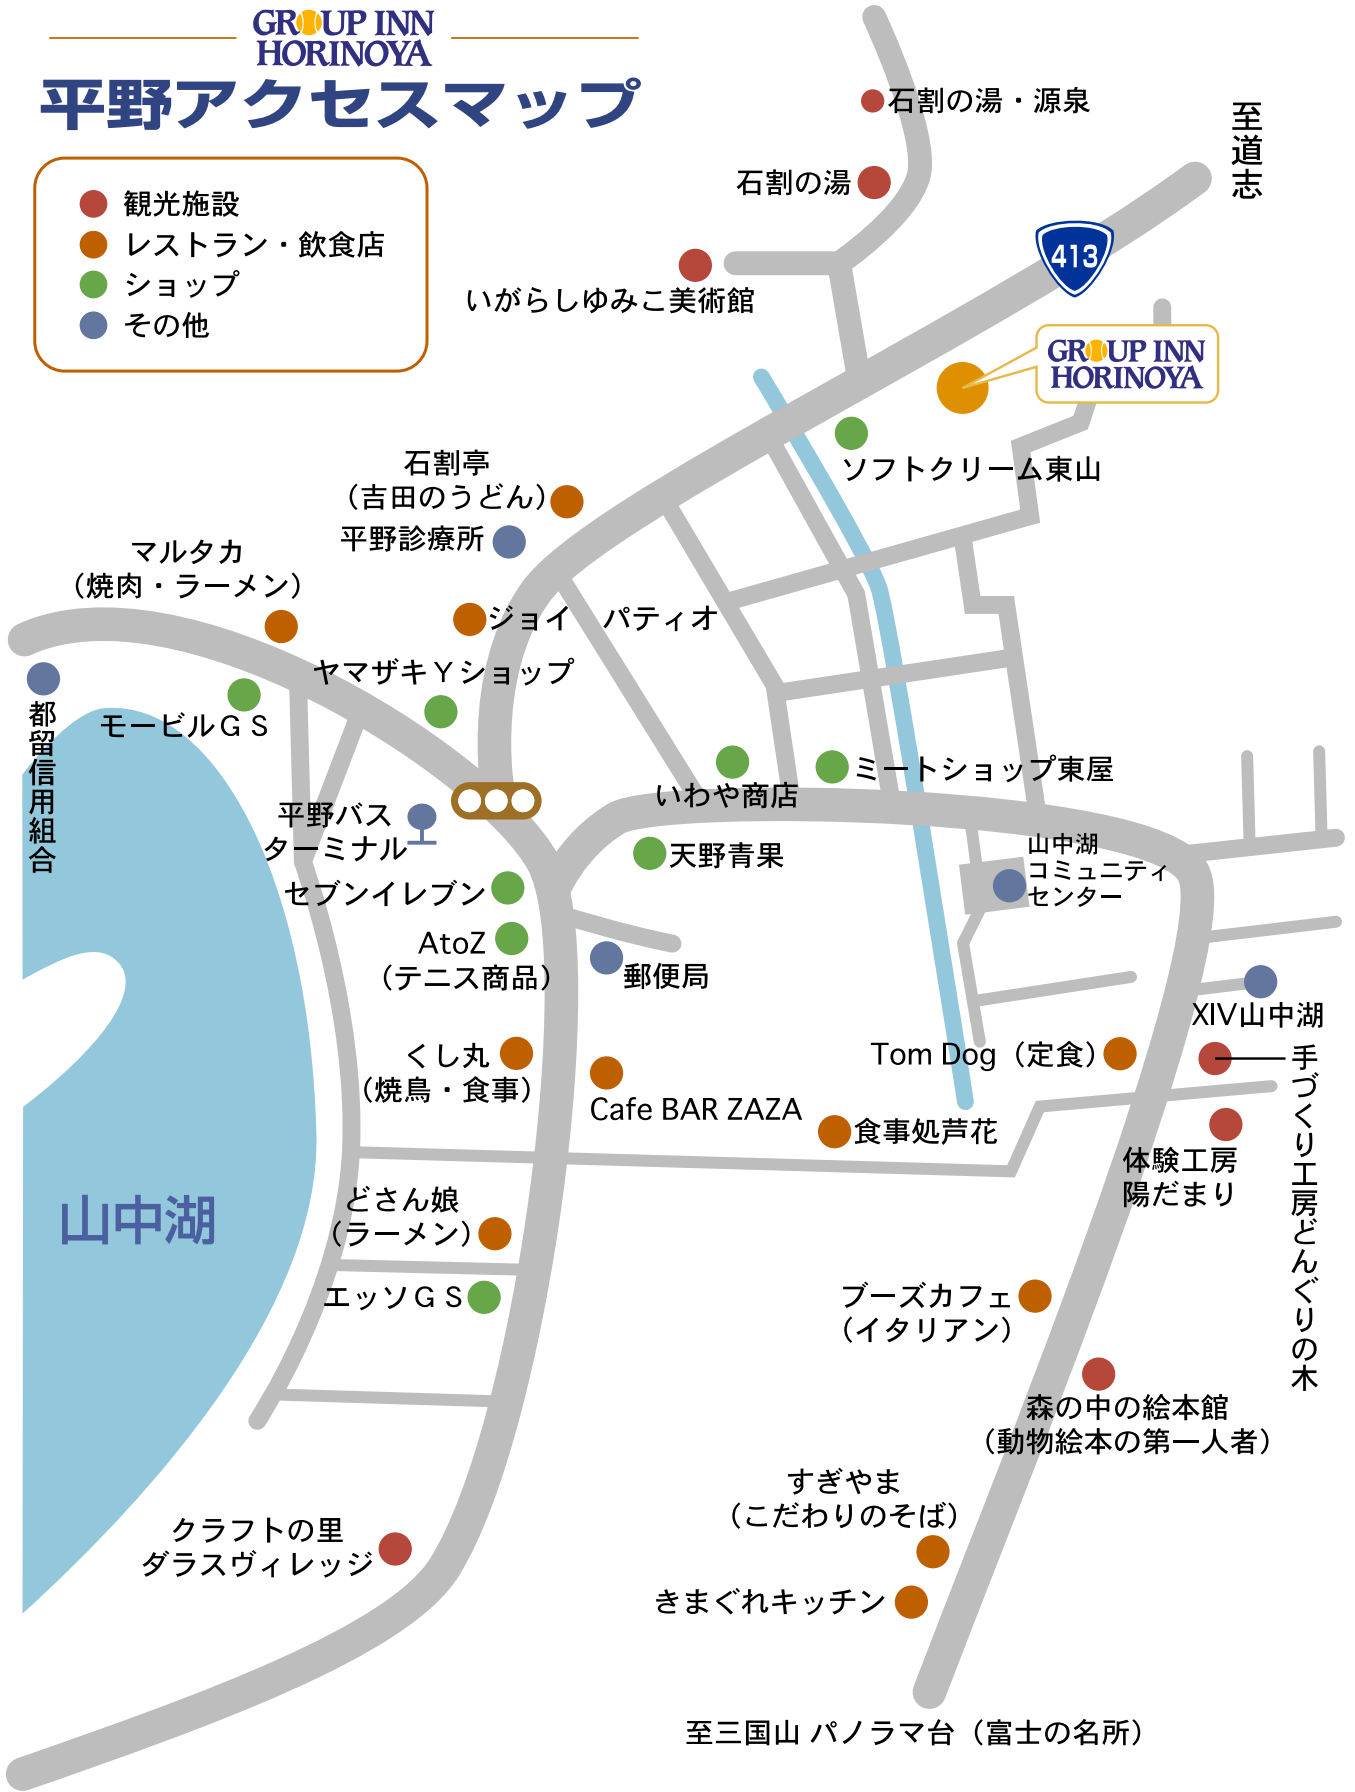 GROUP INN
HORINOYA
平野アクセスマップ
観光施設
レストラン・飲食店
ショップ
その他
石割の湯・源泉
石割の湯
至道志
413
いがらしゆみこ美術館
GROUP INN
HORINOYA
ソフトクリーム東山
石割亭
（吉田のうどん）
平野診療所
マルタカ
（焼肉・ラーメン）
ジョイ　パティオ
ヤマザキＹショップ
モービルＧＳ
都留信用組合
いわや商店
ミートショップ東屋
平野バス
ターミナル
天野青果
山中湖
コミュニティ
センター
セブンイレブン
AtoZ
（テニス商品）
郵便局
XIV山中湖
くし丸
（焼鳥・食事）
Tom Dog（定食）
手づくり工房どんぐりの木
Cafe BAR ZAZA
食事処芦花
体験工房
陽だまり
山中湖
どさん娘
（ラーメン）
エッソＧＳ
ブーズカフェ
（イタリアン）
森の中の絵本館
（動物絵本の第一人者）
すぎやま
（こだわりのそば）
クラフトの里
ダラスヴィレッジ
きまぐれキッチン
至三国山 パノラマ台（富士の名所）